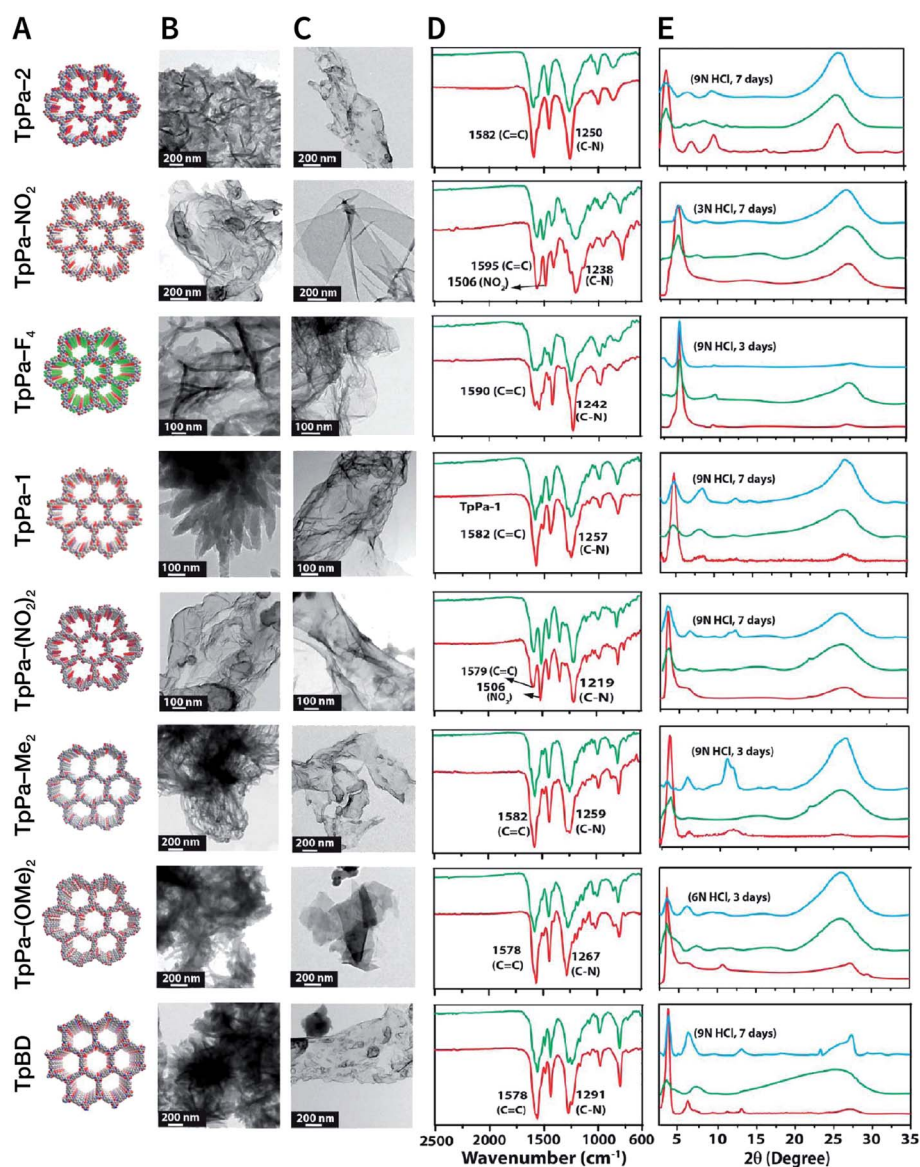 A B C D E
TpPa–2
200 nm
200 nm
1582 (C=C)
1250
(C-N)
(9N HCl, 7 days)
TpPa–NO₂
200 nm
200 nm
1595 (C=C)
1506 (NO₂)
1238
(C-N)
(3N HCl, 7 days)
TpPa–F₄
100 nm
100 nm
1590 (C=C)
1242
(C-N)
(9N HCl, 3 days)
TpPa–1
100 nm
100 nm
TpPa-1
1582 (C=C)
1257
(C-N)
(9N HCl, 7 days)
TpPa–(NO₂)₂
200 nm
200 nm
1579 (C=C)
1506
(NO₂)
1219
(C-N)
(9N HCl, 7 days)
TpPa–Me₂
200 nm
200 nm
1582
(C=C)
1259
(C-N)
(9N HCl, 3 days)
TpPa–(OMe)₂
200 nm
200 nm
1578
(C=C)
1267
(C-N)
(6N HCl, 3 days)
TpBD
200 nm
200 nm
1578
(C=C)
1291
(C-N)
(9N HCl, 7 days)
2500 1500 1000 600 5 10 15 20 25 35
Wavenumber (cm⁻¹) 2θ (Degree)